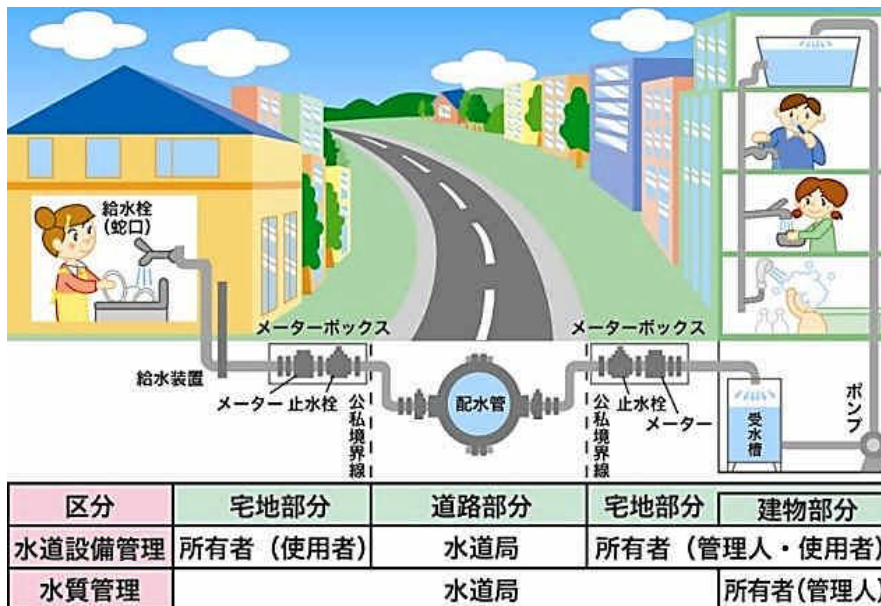 給水栓
(蛇口)
メーターボックス
メーターボックス
給水装置
メーター
止水栓
公私境界線
配水管
公私境界線
止水栓
メーター
受水槽
ポンプ
区分
宅地部分
道路部分
宅地部分
建物部分
水道設備管理
所有者（使用者）
水道局
所有者（管理人・使用者）
水質管理
水道局
所有者(管理人)